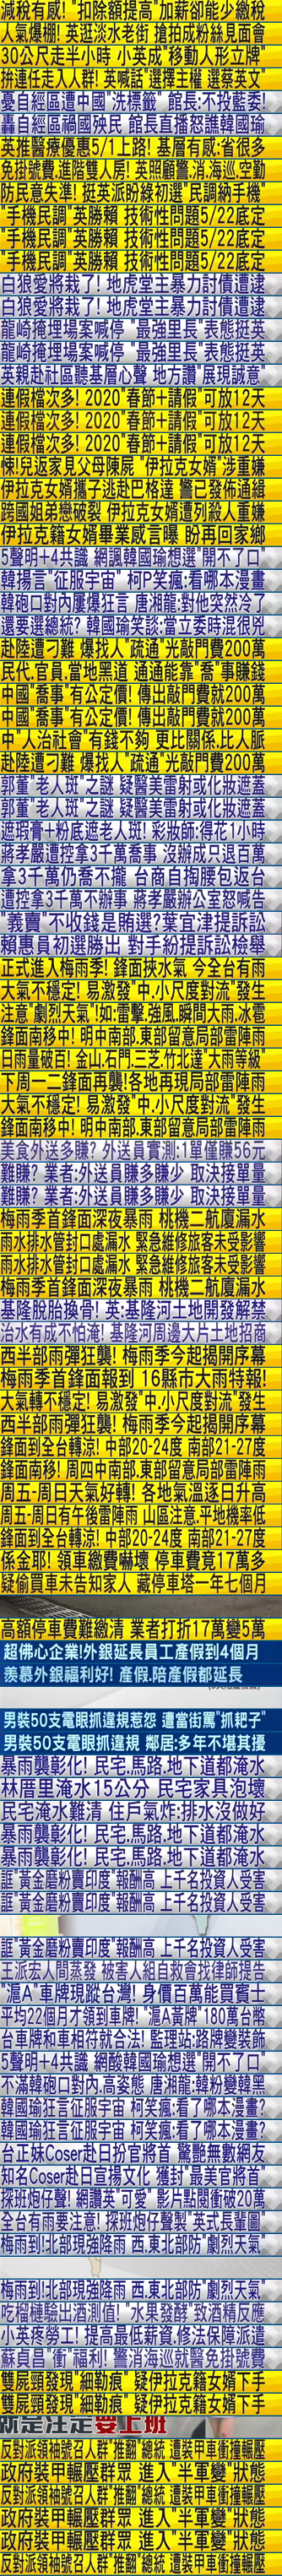 減稅有感! "扣除額提高"加薪卻能少繳稅
人氣爆棚! 英逛淡水老街 搶拍成粉絲見面會
30公尺走半小時 小英成"移動人形立牌"
拚連任走入人群! 英喊話"選擇主權 選蔡英文"
憂自經區遭中國"洗標籤" 館長:不投藍委!
轟自經區禍國殃民 館長直播怒譙韓國瑜
英推醫療優惠5/1上路! 基層有感:省很多
免掛號費.進階雙人房! 英照顧警.消.海巡.空勤
防民意失準! 挺英派盼綠初選"民調納手機"
"手機民調"英勝賴 技術性問題5/22底定
"手機民調"英勝賴 技術性問題5/22底定
"手機民調"英勝賴 技術性問題5/22底定
白狼愛將栽了! 地虎堂主暴力討債遭逮
白狼愛將栽了! 地虎堂主暴力討債遭逮
龍崎掩埋場案喊停 "最強里長"表態挺英
龍崎掩埋場案喊停 "最強里長"表態挺英
英親赴社區聽基層心聲 地方讚"展現誠意"
連假檔次多! 2020"春節+請假"可放12天
連假檔次多! 2020"春節+請假"可放12天
連假檔次多! 2020"春節+請假"可放12天
悚!兒返家見父母陳屍 "伊拉克女婿"涉重嫌
伊拉克女婿攜子逃赴巴格達 警已發佈通緝
跨國姐弟戀破裂 伊拉克女婿遭列殺人重嫌
伊拉克籍女婿畢業感言曝 盼再回家鄉
5聲明+4共識 網諷韓國瑜想選"開不了口"
韓揚言"征服宇宙" 柯P笑瘋:看哪本漫畫
韓砲口對內屢爆狂言 唐湘龍:對他突然冷了
還要選總統? 韓國瑜笑談:當立委時混很兇
赴陸遭刁難 爆找人"疏通"光敲門費200萬
民代.官員.當地黑道 通通能靠"喬"事賺錢
中國"喬事"有公定價! 傳出敲門費就200萬
中國"喬事"有公定價! 傳出敲門費就200萬
中"人治社會"有錢不夠 更比關係.比人脈
赴陸遭刁難 爆找人"疏通"光敲門費200萬
郭董"老人斑"之謎 疑醫美雷射或化妝遮蓋
郭董"老人斑"之謎 疑醫美雷射或化妝遮蓋
遮瑕膏+粉底遮老人斑! 彩妝師:得花1小時
蔣孝嚴遭控拿3千萬喬事 沒辦成只退百萬
拿3千萬仍喬不攏 台商自掏腰包返台
遭控拿3千萬不辦事 蔣孝嚴辦公室怒喊告
"義賣"不收錢是賄選?葉宜津提訴訟
賴惠員初選勝出 對手紛提訴訟檢舉
正式進入梅雨季! 鋒面挾水氣 今全台有雨
大氣不穩定! 易激發"中.小尺度對流"發生
注意"劇烈天氣"!如:雷擊.強風.瞬間大雨.冰雹
鋒面南移中! 明中南部.東部留意局部雷陣雨
日雨量破百! 金山.石門.三芝.竹北達"大雨等級"
下周一二鋒面再襲!各地再現局部雷陣雨
大氣不穩定! 易激發"中.小尺度對流"發生
鋒面南移中! 明中南部.東部留意局部雷陣雨
美食外送多賺? 外送員實測:1單僅賺56元
難賺? 業者:外送員賺多賺少 取決接單量
難賺? 業者:外送員賺多賺少 取決接單量
梅雨季首鋒面深夜暴雨 桃機二航廈漏水
雨水排水管封口處漏水 緊急維修旅客未受影響
雨水排水管封口處漏水 緊急維修旅客未受影響
梅雨季首鋒面深夜暴雨 桃機二航廈漏水
基隆脫胎換骨! 英:基隆河土地開發解禁
治水有成不怕淹! 基隆河周邊大片土地招商
西半部雨彈狂襲! 梅雨季今起揭開序幕
梅雨季首鋒面報到 16縣市大雨特報!
大氣轉不穩定! 易激發"中.小尺度對流"發生
西半部雨彈狂襲! 梅雨季今起揭開序幕
鋒面到全台轉涼! 中部20-24度 南部21-27度
鋒面南移! 周四中南部.東部留意局部雷陣雨
周五-周日天氣好轉! 各地氣溫逐日升高
周五-周日有午後雷陣雨 山區注意.平地機率低
鋒面到全台轉涼! 中部20-24度 南部21-27度
係金耶! 領車繳費嚇壞 停車費竟17萬多
疑偷買車未告知家人 藏停車塔一年七個月
高額停車費難繳清 業者打折17萬變5萬
超佛心企業!外銀延長員工產假到4個月
羨慕外銀福利好! 產假.陪產假都延長
男裝50支電眼抓違規惹怨 遭當街罵"抓耙子"
男裝50支電眼抓違規 鄰居:多年不堪其擾
暴雨襲彰化! 民宅.馬路.地下道都淹水
林厝里淹水15公分 民宅家具泡壞
民宅淹水難清 住戶氣炸:排水沒做好
暴雨襲彰化! 民宅.馬路.地下道都淹水
暴雨襲彰化! 民宅.馬路.地下道都淹水
誆"黃金磨粉賣印度"報酬高 上千名投資人受害
誆"黃金磨粉賣印度"報酬高 上千名投資人受害
誆"黃金磨粉賣印度"報酬高 上千名投資人受害
王派宏人間蒸發 被害人組自救會找律師提告
"滬A"車牌現蹤台灣! 身價百萬能買賓士
平均22個月才領到車牌! "滬A黃牌"180萬台幣
台車牌和車相符就合法! 監理站:路牌變裝飾
5聲明+4共識 網酸韓國瑜想選"開不了口"
不滿韓砲口對內.高姿態 唐湘龍:韓粉變韓黑
韓國瑜狂言征服宇宙 柯笑瘋:看了哪本漫畫?
韓國瑜狂言征服宇宙 柯笑瘋:看了哪本漫畫?
台正妹Coser赴日扮官將首 驚艷無數網友
知名Coser赴日宣揚文化 獲封"最美官將首"
探班炮仔聲! 網讚英"可愛" 影片點閱衝破20萬
全台有雨要注意! 探班炮仔聲製"英式長輩圖"
梅雨到!北部現強降雨 西.東北部防"劇烈天氣"
梅雨到!北部現強降雨 西.東北部防"劇烈天氣"
吃榴槤驗出酒測值! "水果發酵"致酒精反應
小英疼勞工! 提高最低薪資.修法保障派遣
蘇貞昌"衝"福利! 警消海巡就醫免掛號費
雙屍頸發現"細勒痕" 疑伊拉克籍女婿下手
雙屍頸發現"細勒痕" 疑伊拉克籍女婿下手
就是注定要上班
反對派領袖號召人群"推翻"總統 遭裝甲車衝撞輾壓
政府裝甲輾壓群眾 進入"半軍變"狀態
反對派領袖號召人群"推翻"總統 遭裝甲車衝撞輾壓
政府裝甲輾壓群眾 進入"半軍變"狀態
政府裝甲輾壓群眾 進入"半軍變"狀態
反對派領袖號召人群"推翻"總統 遭裝甲車衝撞輾壓